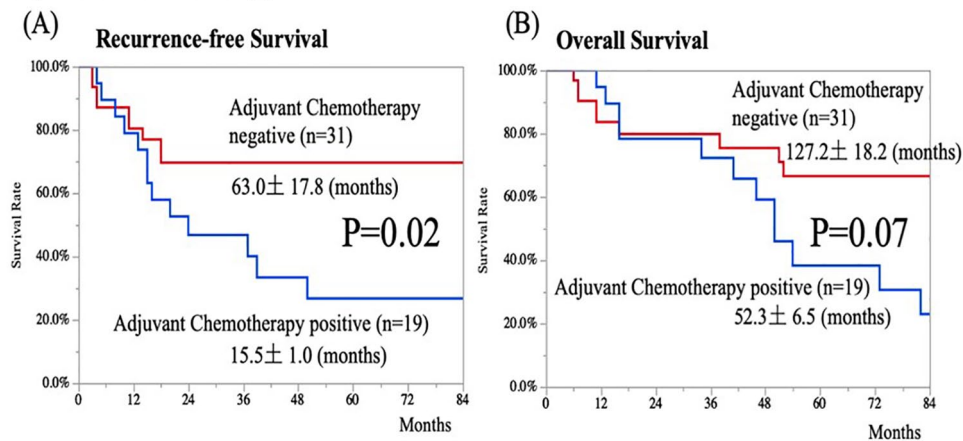 (A)
Recurrence-free Survival
100.0%
80.0%
60.0%
40.0%
20.0%
0.0%
Survival Rate
Adjuvant Chemotherapy
negative (n=31)
63.0± 17.8 (months)
P=0.02
Adjuvant Chemotherapy positive (n=19)
15.5± 1.0 (months)
0 12 24 36 48 60 72 84
Months
(B)
Overall Survival
100.0%
80.0%
60.0%
40.0%
20.0%
0.0%
Survival Rate
Adjuvant Chemotherapy
negative (n=31)
127.2± 18.2 (months)
P=0.07
Adjuvant Chemotherapy positive (n=19)
52.3± 6.5 (months)
0 12 24 36 48 60 72 84
Months